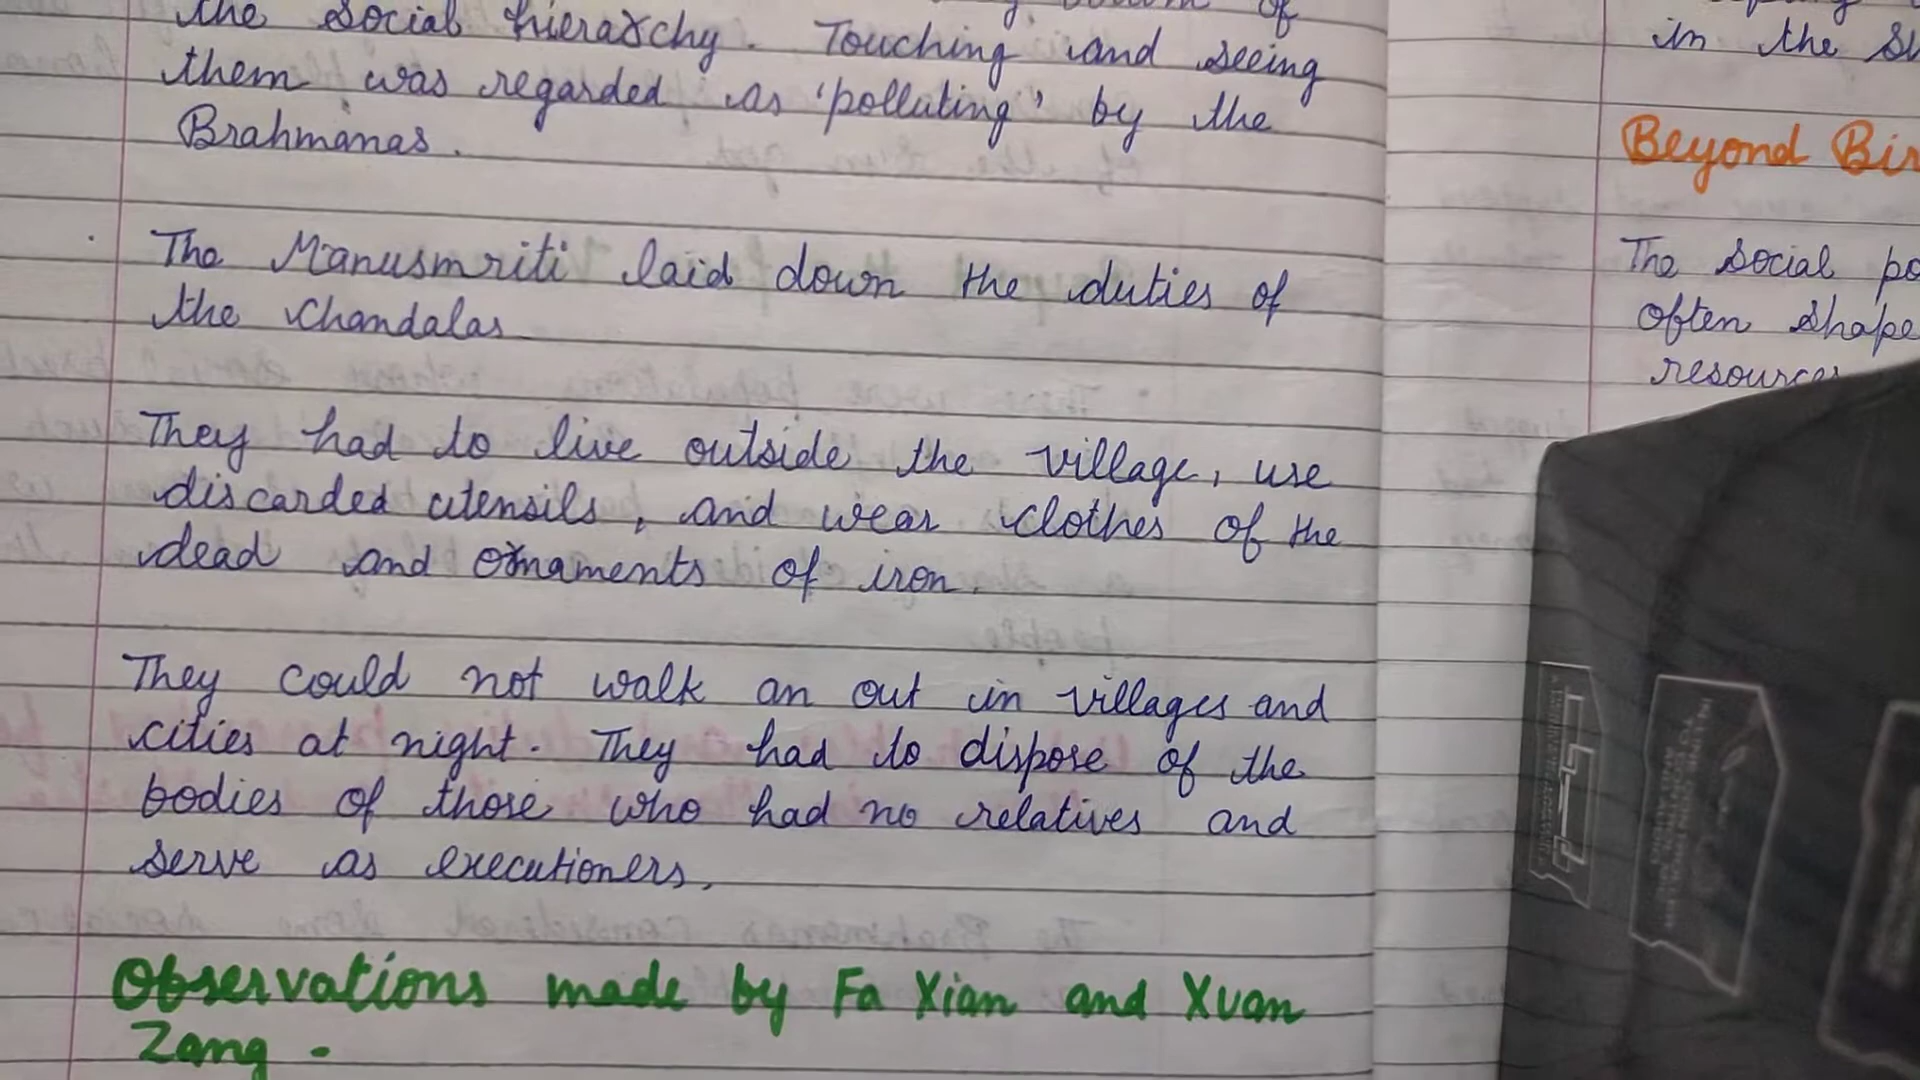 of
the social hierarchy. Touching and seeing
them was regarded as 'polluting' by the
Brahmanas.
The Manusmriti laid down the duties of
the Chandalas
They had to live outside the village, use
discarded utensils, and wear clothes of the
dead and ornaments of iron.
They could not walk an out in villages and
cities at night. They had to dispose of the
bodies of those who had no relatives and
serve as executioners.
Observations made by Fa Xian and Xuan
Zang -
in the
Beyond
The social
often shape
resources